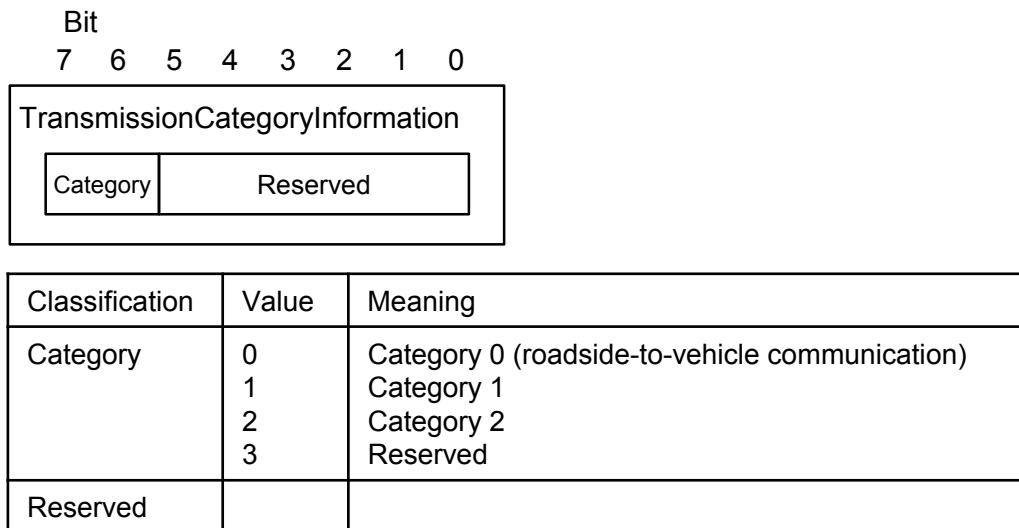 Bit
7 6 5 4 3 2 1 0
TransmissionCategoryInformation
Category Reserved
Classification Value Meaning
Category 0 Category 0 (roadside-to-vehicle communication)
1 Category 1
2 Category 2
3 Reserved
Reserved